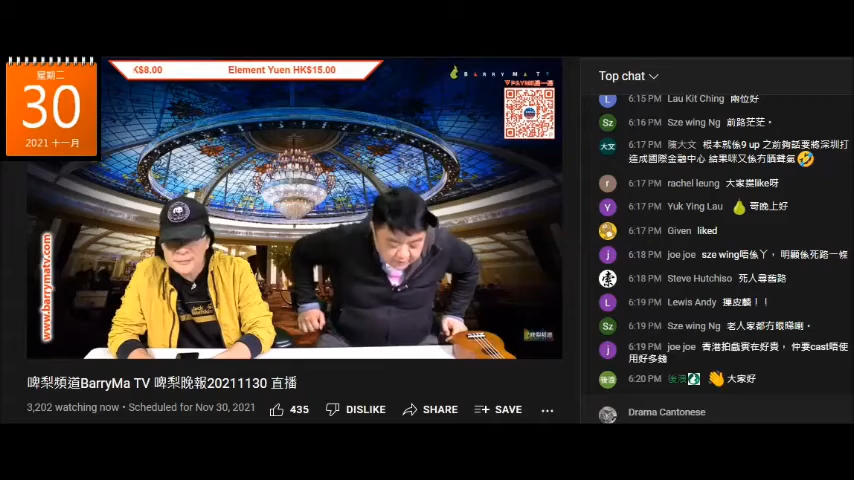 星期二
30
2021 十一月
K$8.00
Element Yuen HK$15.00
BARRYMATV
www.barrymatv.com
啤梨頻道BarryMa TV 啤梨晚報20211130 直播
3,202 watching now • Scheduled for Nov 30, 2021
435
DISLIKE
SHARE
SAVE
Top chat
6:15 PM Lau Kit Ching 兩位好
6:16 PM Sze wing Ng 前路茫茫。
6:17 PM 陳大文 根本就係9 up 之前夠話要將深圳打
造成國際金融中心 結果咪又係冇晒聲氣
6:17 PM rachel leung 大家㩒like呀
6:17 PM Yuk Ying Lau 哥晚上好
6:17 PM Given liked
6:18 PM joe joe sze wing唔係丫，明顯係死路一條
6:18 PM Steve Hutchiso 死人尋舊路
6:19 PM Lewis Andy 揮皮麟！！
6:19 PM Sze wing Ng 老人家都冇眼睇喇。
6:19 PM joe joe 香港拍戲實在好貴，仲要cast唔使
用好多錢
6:20 PM 後浪 大家好
Drama Cantonese